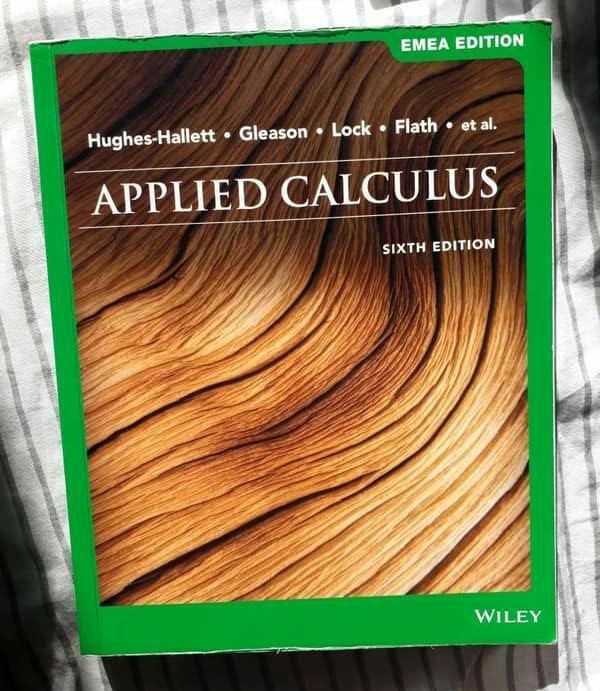 EMEA EDITION
Hughes-Hallett • Gleason • Lock • Flath • et al.
APPLIED CALCULUS
SIXTH EDITION
WILEY